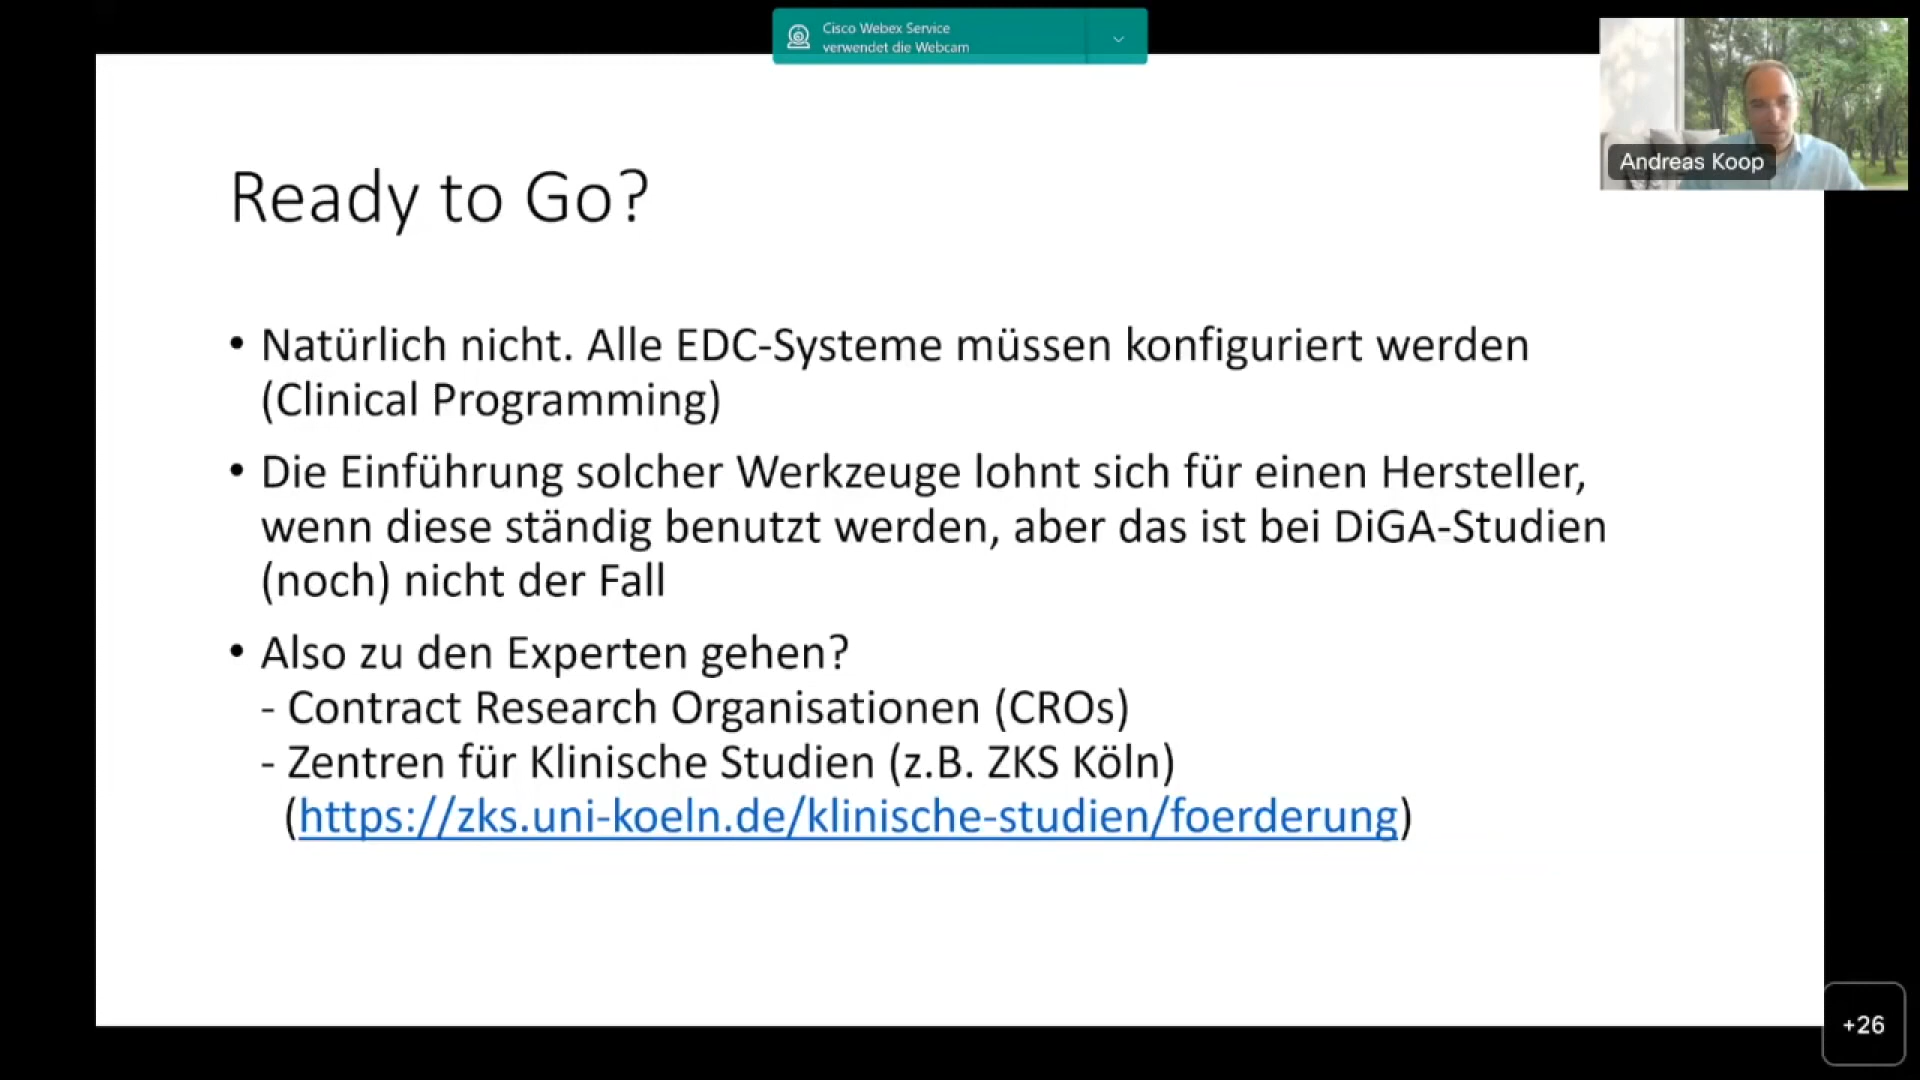 Cisco Webex Service
verwendet die Webcam
Andreas Koop
Ready to Go?
• Natürlich nicht. Alle EDC-Systeme müssen konfiguriert werden
(Clinical Programming)
• Die Einführung solcher Werkzeuge lohnt sich für einen Hersteller,
wenn diese ständig benutzt werden, aber das ist bei DiGA-Studien
(noch) nicht der Fall
• Also zu den Experten gehen?
- Contract Research Organisationen (CROs)
- Zentren für Klinische Studien (z.B. ZKS Köln)
(https://zks.uni-koeln.de/klinische-studien/foerderung)
+26